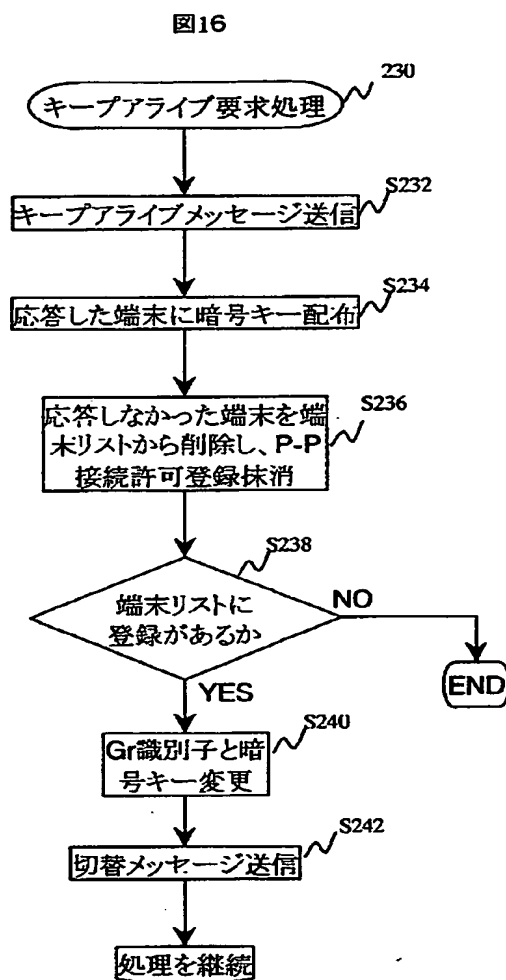 図16
230
キープアライブ要求処理
S232
キープアライブメッセージ送信
S234
応答した端末に暗号キー配布
S236
応答しなかった端末を端
末リストから削除し、P-P
接続許可登録抹消
S238
端末リストに
登録があるか
NO
END
YES
S240
Gr識別子と暗
号キー変更
S242
切替メッセージ送信
処理を継続